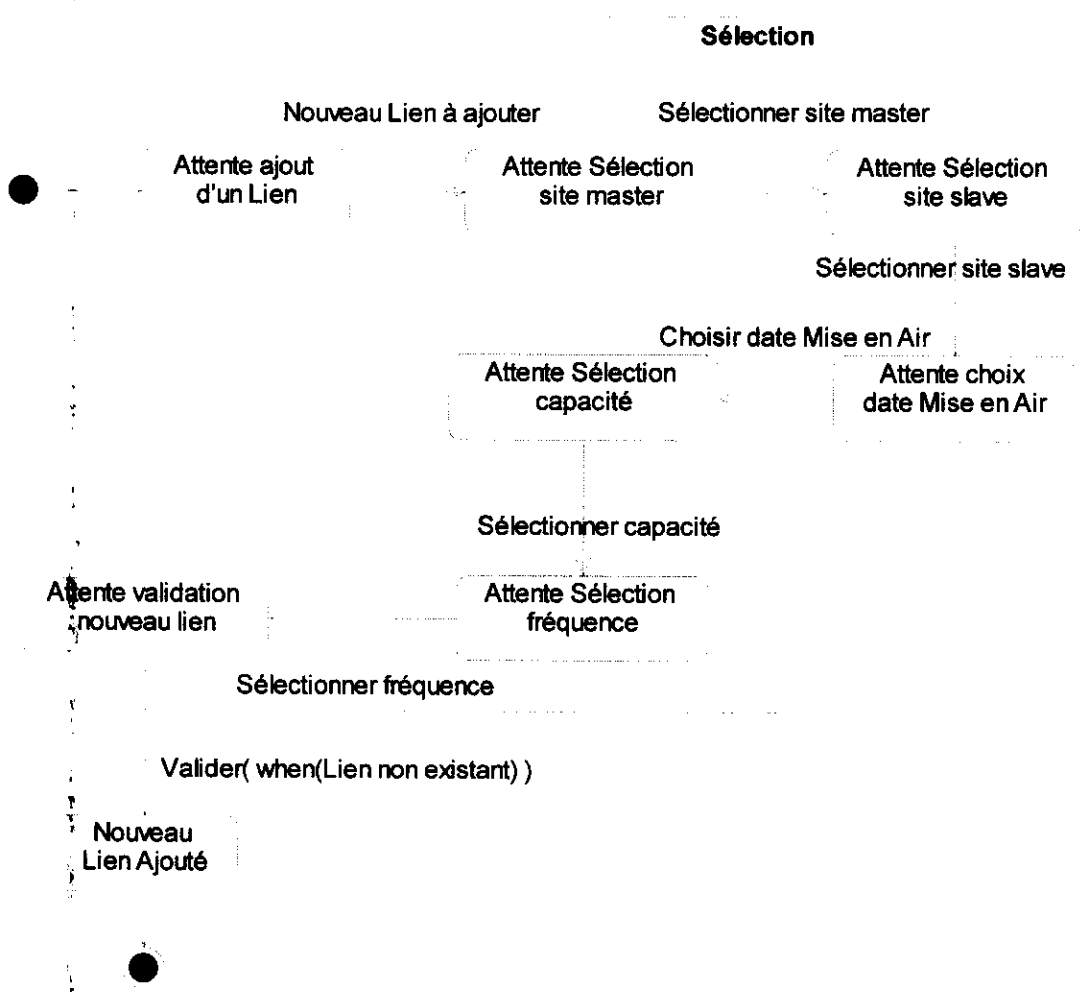 Sélection
Nouveau Lien à ajouter
Sélectionner site master
Attente ajout
d'un Lien
Attente Sélection
site master
Attente Sélection
site slave
Sélectionner site slave
Choisir date Mise en Air
Attente Sélection
capacité
Attente choix
date Mise en Air
Sélectionner capacité
Attente validation
nouveau lien
Attente Sélection
fréquence
Sélectionner fréquence
Valider( when(Lien non existant) )
Nouveau
Lien Ajouté